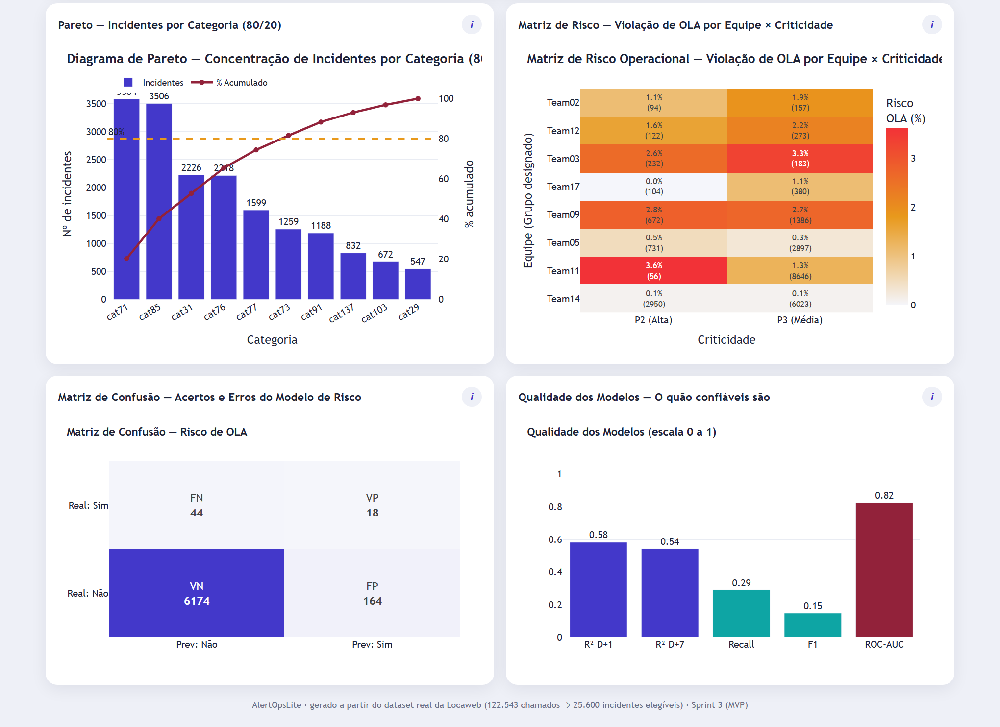 Pareto — Incidentes por Categoria (80/20)
i
Diagrama de Pareto — Concentração de Incidentes por Categoria
Incidentes
% Acumulado
3506
2226
2218
1599
1259
1188
832
672
547
3500
3000
2500
2000
1500
1000
500
0
80%
100
80
60
40
20
0
Nº de incidentes
% acumulado
cat71
cat85
cat31
cat76
cat77
cat73
cat91
cat137
cat103
cat29
Categoria
Matriz de Risco — Violação de OLA por Equipe × Criticidade
i
Matriz de Risco Operacional — Violação de OLA por Equipe × Criticidade
Equipe (Grupo designado)
Team02
1.1%
(94)
1.9%
(157)
Team12
1.6%
(122)
2.2%
(273)
Team03
2.6%
(232)
3.3%
(183)
Team17
0.0%
(104)
1.1%
(380)
Team09
2.8%
(672)
2.7%
(1386)
Team05
0.5%
(731)
0.3%
(2897)
Team11
3.6%
(56)
1.3%
(8646)
Team14
0.1%
(2950)
0.1%
(6023)
P2 (Alta)
P3 (Média)
Criticidade
Risco
OLA (%)
3
2
1
0
Matriz de Confusão — Acertos e Erros do Modelo de Risco
i
Matriz de Confusão — Risco de OLA
Real: Sim
FN
44
VP
18
Real: Não
VN
6174
FP
164
Prev: Não
Prev: Sim
Qualidade dos Modelos — O quão confiáveis são
i
Qualidade dos Modelos (escala 0 a 1)
1
0.8
0.6
0.4
0.2
0
0.58
0.54
0.29
0.15
0.82
R² D+1
R² D+7
Recall
F1
ROC-AUC
AlertOpsLite · gerado a partir do dataset real da Locaweb (122.543 chamados → 25.600 incidentes elegíveis) · Sprint 3 (MVP)